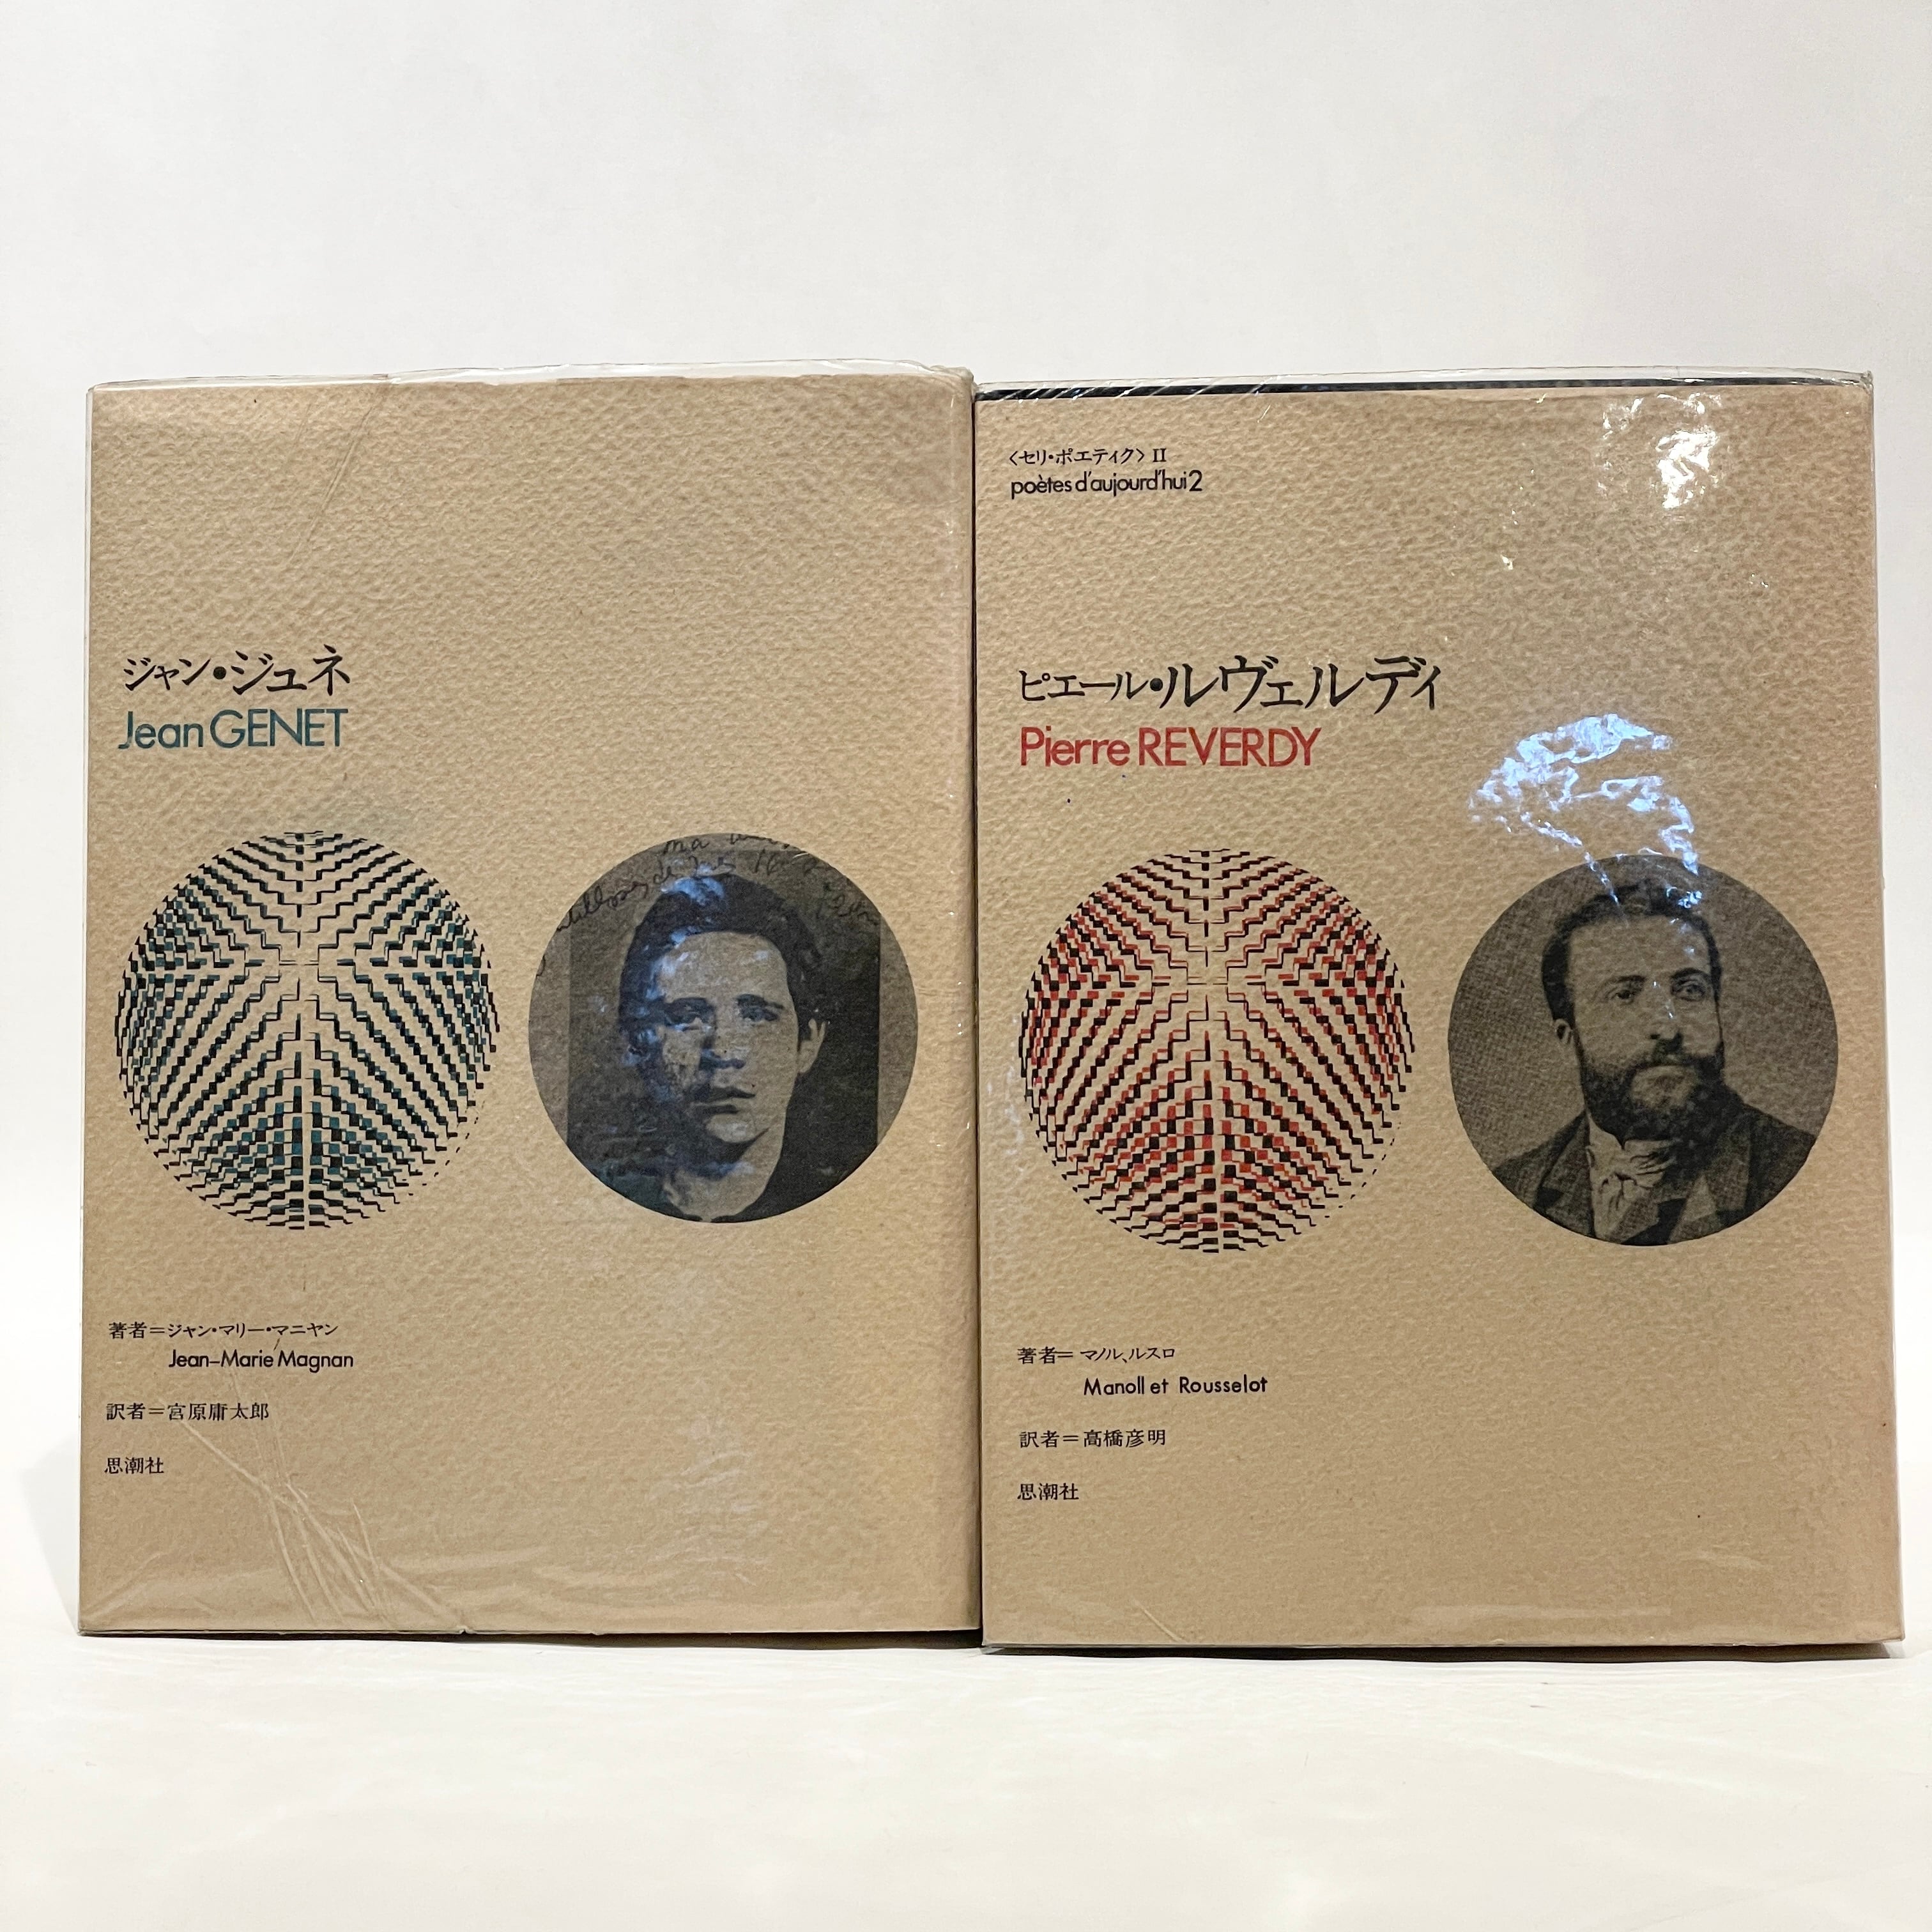 ジャン・ジュネ
Jean GENET
著者=ジャン・マリー・マニヤン
Jean-Marie Magnan
訳者=宮原庸太郎
思潮社
〈セリ・ポエティク〉II
poètes d'aujourd'hui2
ピエール・ルヴェルディ
Pierre REVERDY
著者=マノル、ルスロ
Manoll et Rousselot
訳者=高橋彦明
思潮社